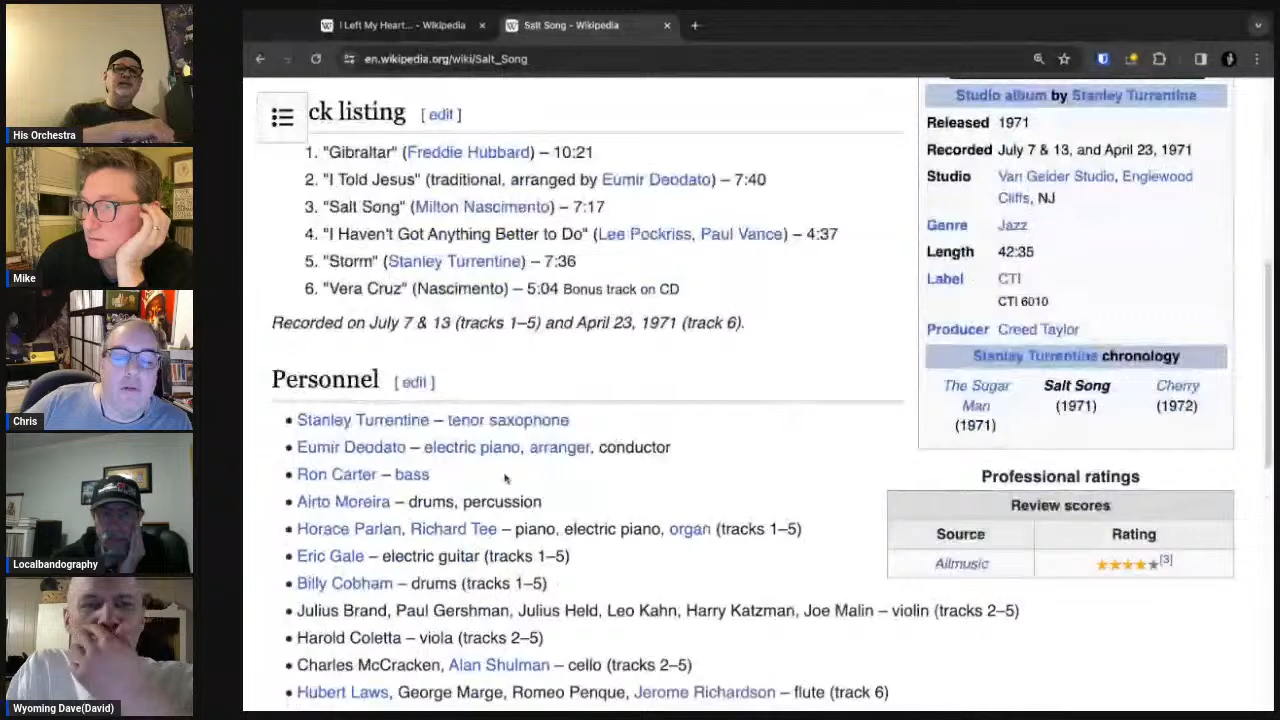 I Left My Heart... - Wikipedia
Salt Song - Wikipedia
en.wikipedia.org/wiki/Salt_Song
ck listing [ edit ]
1. "Gibraltar" (Freddie Hubbard) – 10:21
2. "I Told Jesus" (traditional, arranged by Eumir Deodato) – 7:40
3. "Salt Song" (Milton Nascimento) – 7:17
4. "I Haven't Got Anything Better to Do" (Lee Pockriss, Paul Vance) – 4:37
5. "Storm" (Stanley Turrentine) – 7:36
6. "Vera Cruz" (Nascimento) – 5:04 Bonus track on CD
Recorded on July 7 & 13 (tracks 1–5) and April 23, 1971 (track 6).
Personnel [ edit ]
• Stanley Turrentine – tenor saxophone
• Eumir Deodato – electric piano, arranger, conductor
• Ron Carter – bass
• Airto Moreira – drums, percussion
• Horace Parlan, Richard Tee – piano, electric piano, organ (tracks 1–5)
• Eric Gale – electric guitar (tracks 1–5)
• Billy Cobham – drums (tracks 1–5)
• Julius Brand, Paul Gershman, Julius Held, Leo Kahn, Harry Katzman, Joe Malin – violin (tracks 2–5)
• Harold Coletta – viola (tracks 2–5)
• Charles McCracken, Alan Shulman – cello (tracks 2–5)
• Hubert Laws, George Marge, Romeo Penque, Jerome Richardson – flute (track 6)
Studio album by Stanley Turrentine
Released 1971
Recorded July 7 & 13, and April 23, 1971
Studio Van Gelder Studio, Englewood
Cliffs, NJ
Genre Jazz
Length 42:35
Label CTI
CTI 6010
Producer Creed Taylor
Stanley Turrentine chronology
The Sugar Man (1971)
Salt Song (1971)
Cherry (1972)
Professional ratings
Review scores
Source Rating
Allmusic ★★★★★[3]
His Orchestra
Mike
Chris
Localbandography
Wyoming Dave(David)